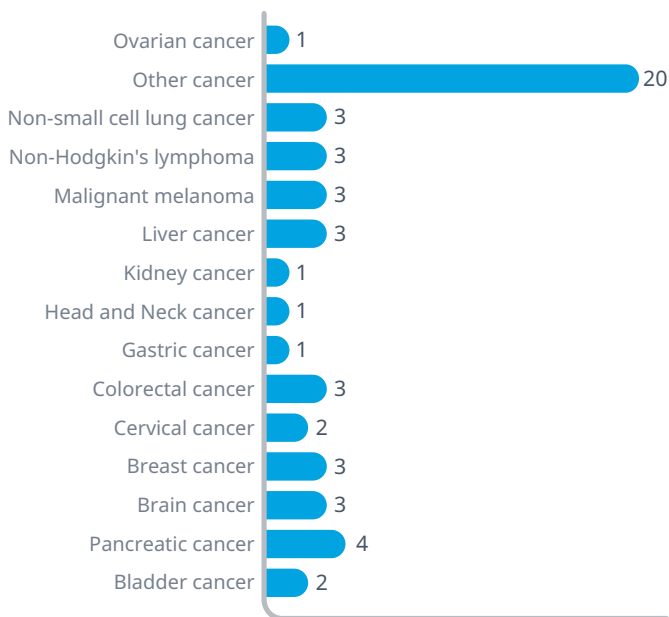 Ovarian cancer 1
Other cancer 20
Non-small cell lung cancer 3
Non-Hodgkin's lymphoma 3
Malignant melanoma 3
Liver cancer 3
Kidney cancer 1
Head and Neck cancer 1
Gastric cancer 1
Colorectal cancer 3
Cervical cancer 2
Breast cancer 3
Brain cancer 3
Pancreatic cancer 4
Bladder cancer 2